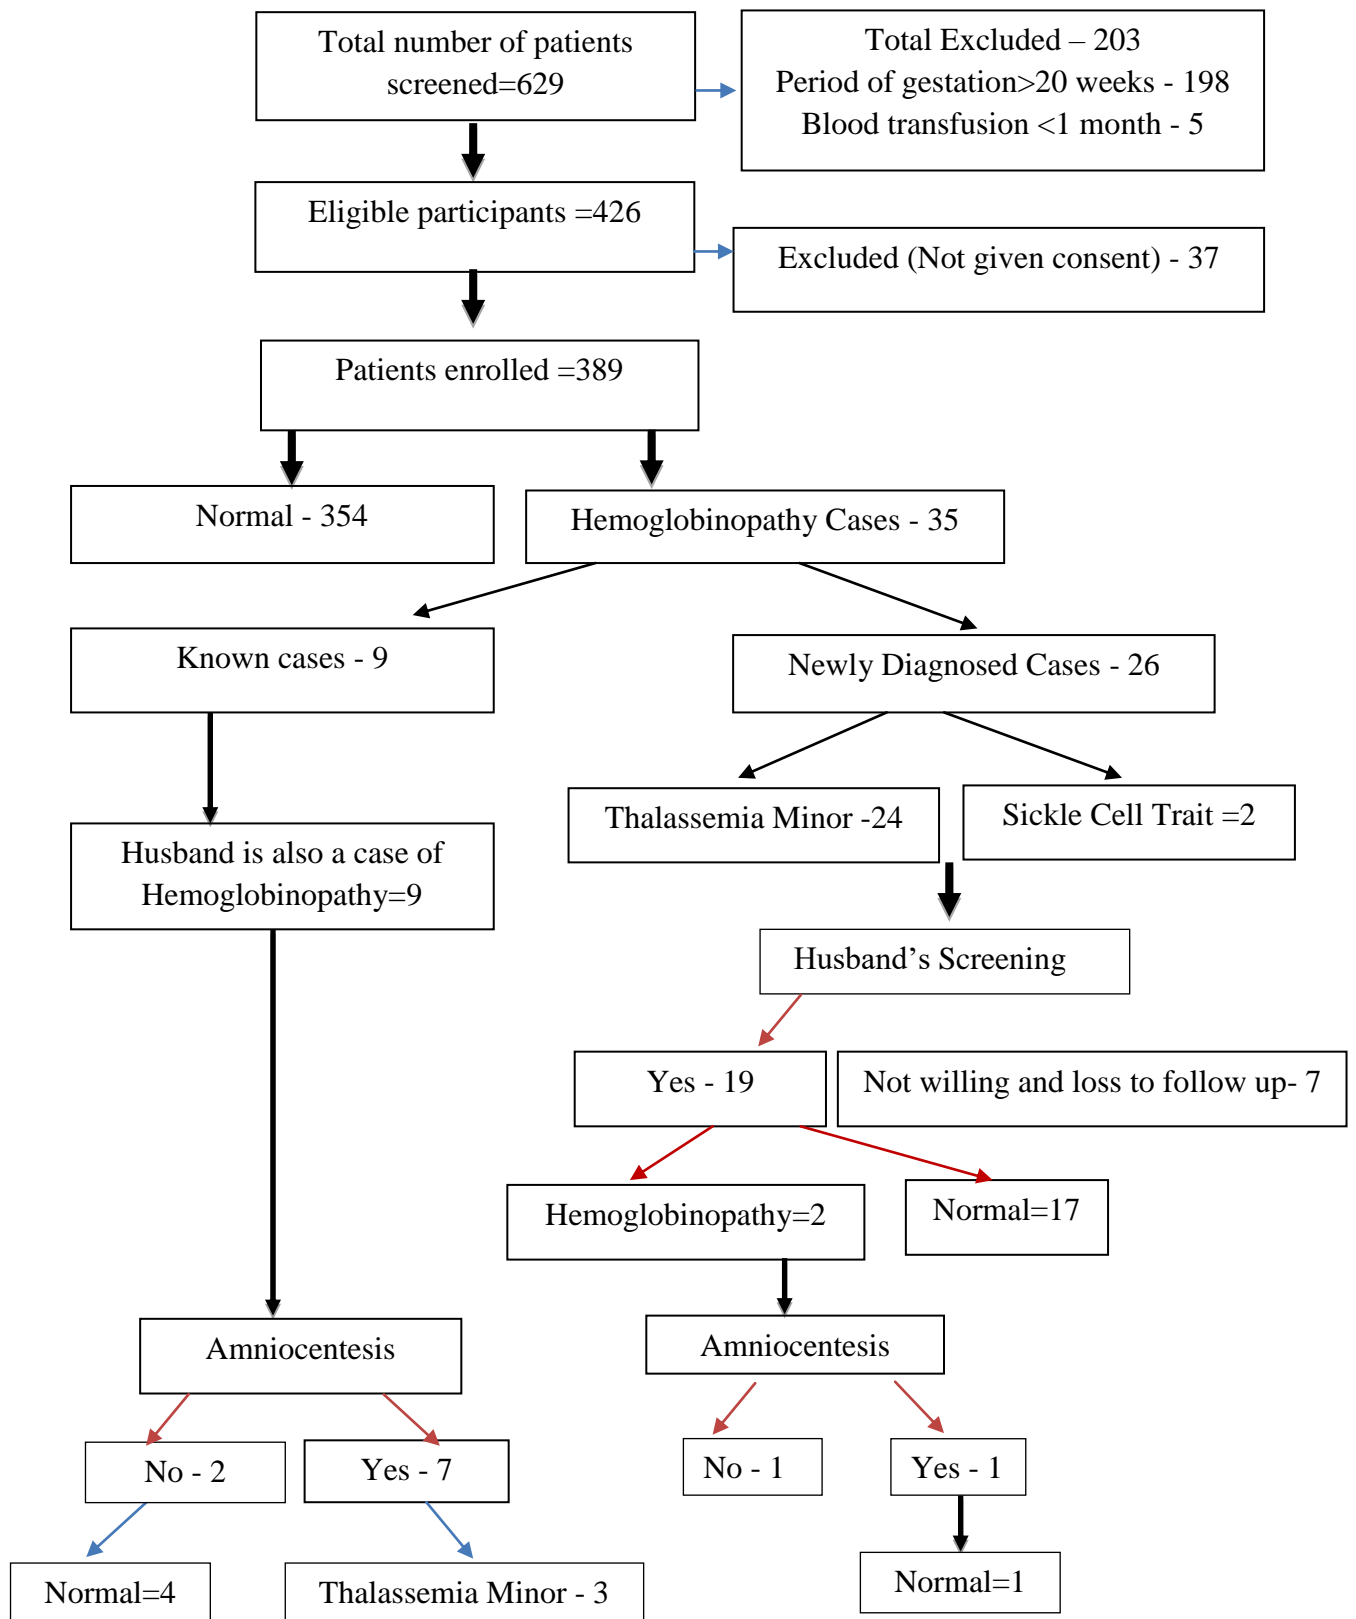 Total number of patients
screened=629
Total Excluded – 203
Period of gestation>20 weeks - 198
Blood transfusion <1 month - 5
Eligible participants =426
Excluded (Not given consent) - 37
Patients enrolled =389
Normal - 354
Hemoglobinopathy Cases - 35
Known cases - 9
Newly Diagnosed Cases - 26
Thalassemia Minor -24
Sickle Cell Trait =2
Husband is also a case of
Hemoglobinopathy=9
Husband’s Screening
Yes - 19
Not willing and loss to follow up- 7
Hemoglobinopathy=2
Normal=17
Amniocentesis
Amniocentesis
No - 2
Yes - 7
No - 1
Yes - 1
Normal=4
Thalassemia Minor - 3
Normal=1